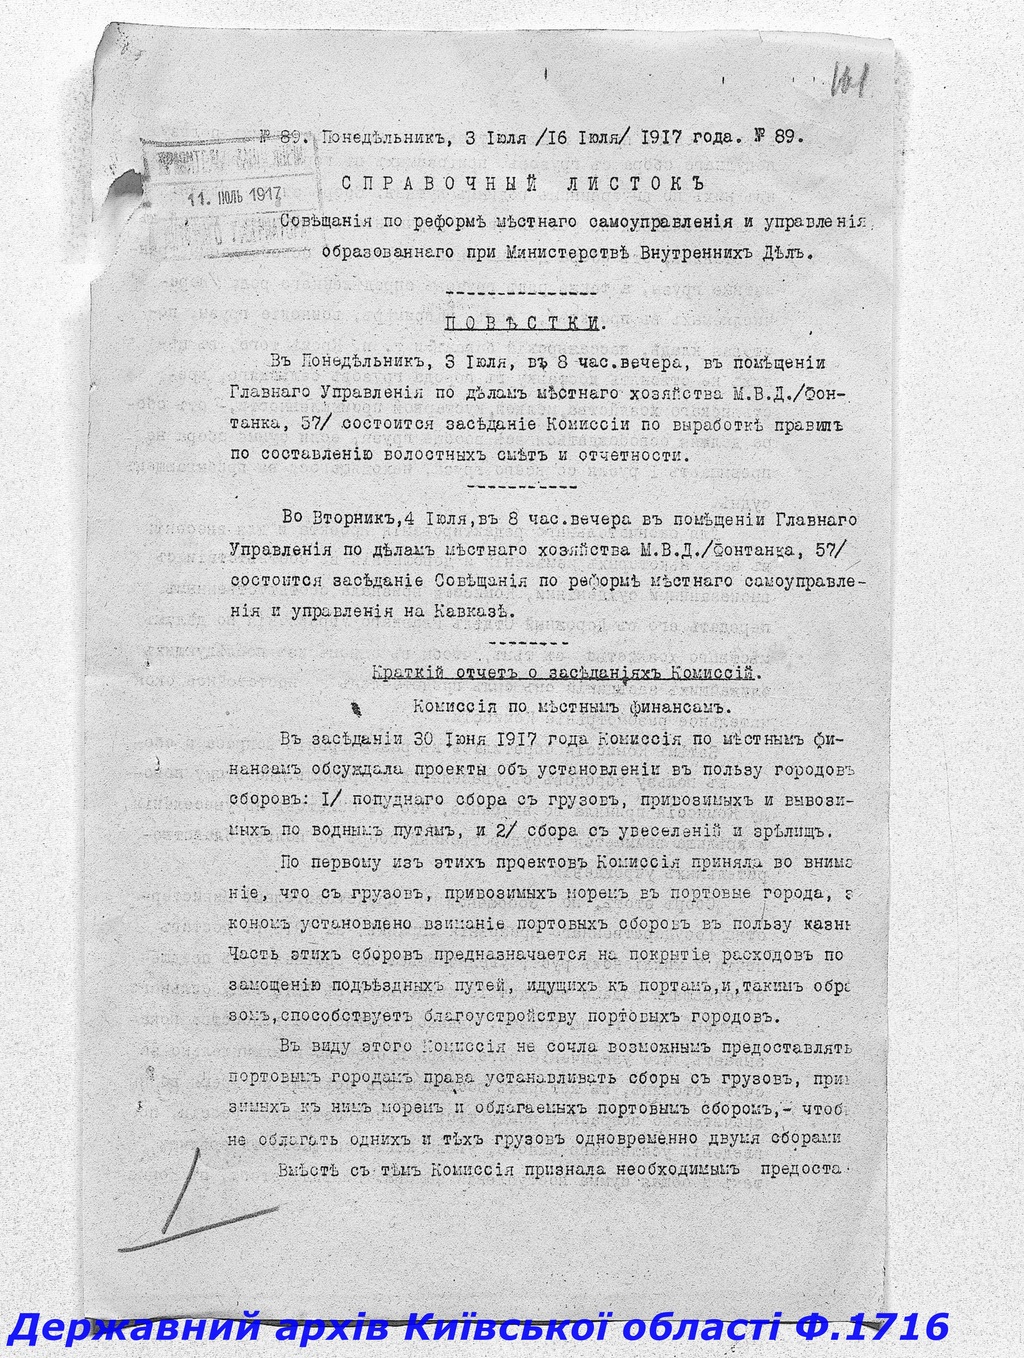 161
№ 89. Понедѣльникъ, 3 Іюля /16 Іюля/ 1917 года. № 89.
11. ІЮЛЬ 1917
СПРАВОЧНЫЙ ЛИСТОКЪ
Совѣщанія по реформѣ мѣстнаго самоуправленія и управленія,
образованнаго при Министерствѣ Внутреннихъ Дѣлъ.
ПОВѢСТКИ.
Въ Понедѣльникъ, 3 Іюля, въ 8 час.вечера, въ помѣщеніи
Главнаго Управленія по дѣламъ мѣстнаго хозяйства М.В.Д./Фон-
танка, 57/ состоится засѣданіе Комиссіи по выработкѣ правилъ
по составленію волостныхъ смѣтъ и отчетности.
Во Вторникъ,4 Іюля,въ 8 час.вечера въ помѣщеніи Главнаго
Управленія по дѣламъ мѣстнаго хозяйства М.В.Д./Фонтанка, 57/
состоится засѣданіе Совѣщанія по реформѣ мѣстнаго самоуправле-
нія и управленія на Кавказѣ.
Краткій отчетъ о засѣданіяхъ Комиссій.
Комиссія по мѣстнымъ финансамъ.
Въ засѣданіи 30 Іюня 1917 года Комиссія по мѣстнымъ фи-
нансамъ обсуждала проекты объ установленіи въ пользу городовъ
сборовъ: I/ попуднаго сбора съ грузовъ, привозимыхъ и вывози-
мыхъ по воднымъ путямъ, и 2/ сбора съ увеселеній и зрѣлищъ.
По первому изъ этихъ проектовъ Комиссія приняла во внима
ніе, что съ грузовъ, привозимыхъ моремъ въ портовые города, з
кономъ установлено взиманіе портовыхъ сборовъ въ пользу казны
Часть этихъ сборовъ предназначается на покрытіе расходовъ по
замощенію подъѣздныхъ путей, идущихъ къ портамъ,и,такимъ обра
зомъ,способствуетъ благоустройству портовыхъ городовъ.
Въ виду этого Комиссія не сочла возможнымъ предоставлять
портовымъ городамъ права устанавливать сборы съ грузовъ, приво
зимыхъ къ нимъ моремъ и облагаемыхъ портовымъ сборомъ,- чтобы
не облагать однихъ и тѣхъ грузовъ одновременно двумя сборами
Вмѣстѣ съ тѣмъ Комиссія признала необходимымъ предоста-
Державний архів Київської області Ф.1716